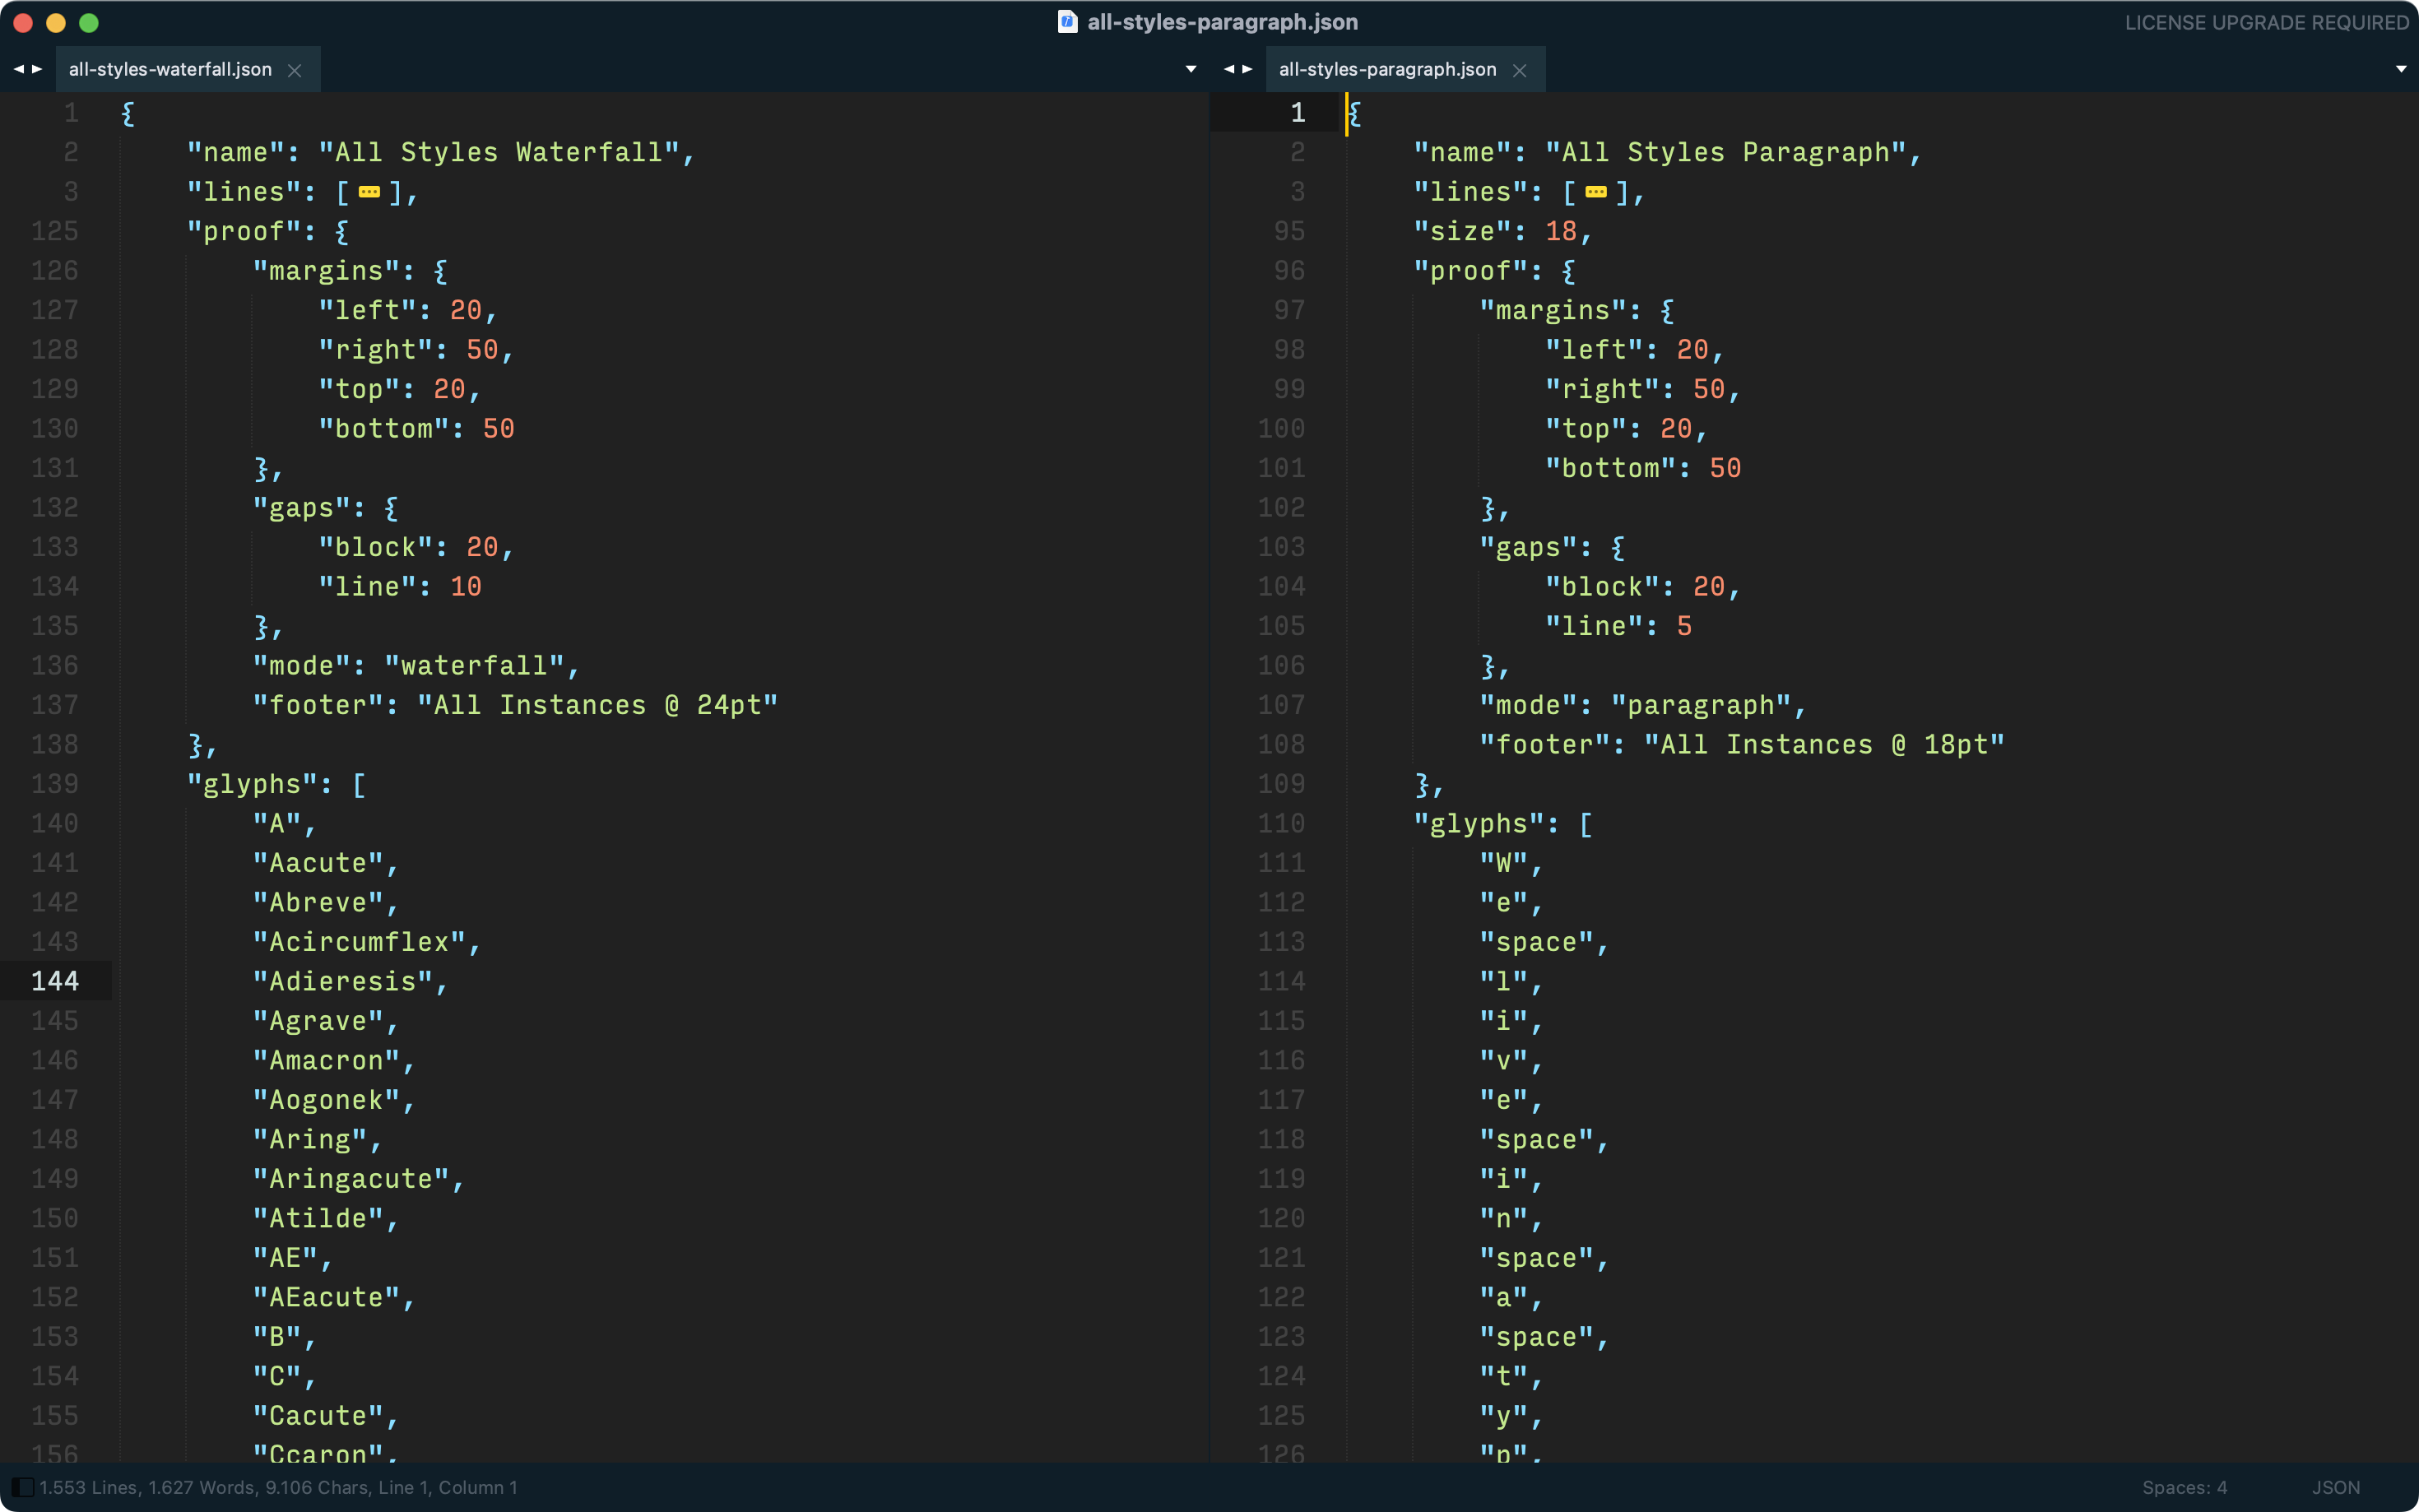 all-styles-paragraph.json
LICENSE UPGRADE REQUIRED
all-styles-waterfall.json
1 {
2 "name": "All Styles Waterfall",
3 "lines": [ ],
125 "proof": {
126 "margins": {
127 "left": 20,
128 "right": 50,
129 "top": 20,
130 "bottom": 50
131 },
132 "gaps": {
133 "block": 20,
134 "line": 10
135 },
136 "mode": "waterfall",
137 "footer": "All Instances @ 24pt"
138 },
139 "glyphs": [
140 "A",
141 "Aacute",
142 "Abreve",
143 "Acircumflex",
144 "Adieresis",
145 "Agrave",
146 "Amacron",
147 "Aogonek",
148 "Aring",
149 "Aringacute",
150 "Atilde",
151 "AE",
152 "AEacute",
153 "B",
154 "C",
155 "Cacute",
156 "Ccaron",
all-styles-paragraph.json
1 {
2 "name": "All Styles Paragraph",
3 "lines": [ ],
95 "size": 18,
96 "proof": {
97 "margins": {
98 "left": 20,
99 "right": 50,
100 "top": 20,
101 "bottom": 50
102 },
103 "gaps": {
104 "block": 20,
105 "line": 5
106 },
107 "mode": "paragraph",
108 "footer": "All Instances @ 18pt"
109 },
110 "glyphs": [
111 "W",
112 "e",
113 "space",
114 "l",
115 "i",
116 "v",
117 "e",
118 "space",
119 "i",
120 "n",
121 "space",
122 "a",
123 "space",
124 "t",
125 "y",
126 "p",
1.553 Lines, 1.627 Words, 9.106 Chars, Line 1, Column 1
Spaces: 4
JSON